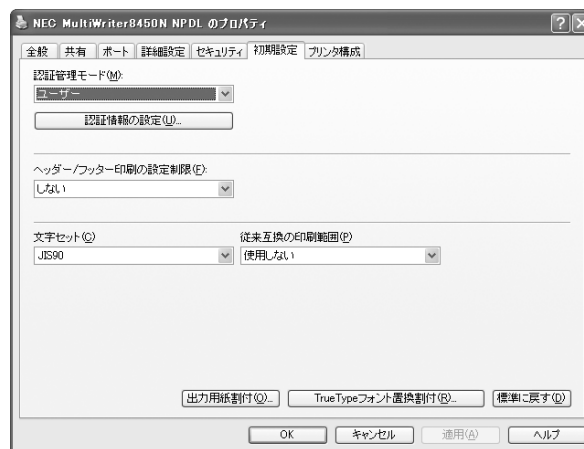 NEC MultiWriter8450N NPDL のプロパティ
全般 共有 ポート 詳細設定 セキュリティ 初期設定 プリンタ構成
認証管理モード(M):
ユーザー
認証情報の設定(U)...
ヘッダー/フッター印刷の設定制限(F):
しない
文字セット(C) 従来互換の印刷範囲(P)
JIS90 使用しない
出力用紙割付(O)... TrueTypeフォント置換割付(R)... 標準に戻す(D)
OK キャンセル 適用(A) ヘルプ